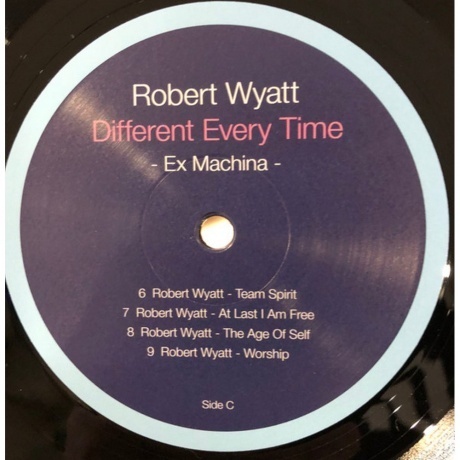 Robert Wyatt
Different Every Time
- Ex Machina -
6 Robert Wyatt - Team Spirit
7 Robert Wyatt - At Last I Am Free
8 Robert Wyatt - The Age Of Self
9 Robert Wyatt - Worship
Side C